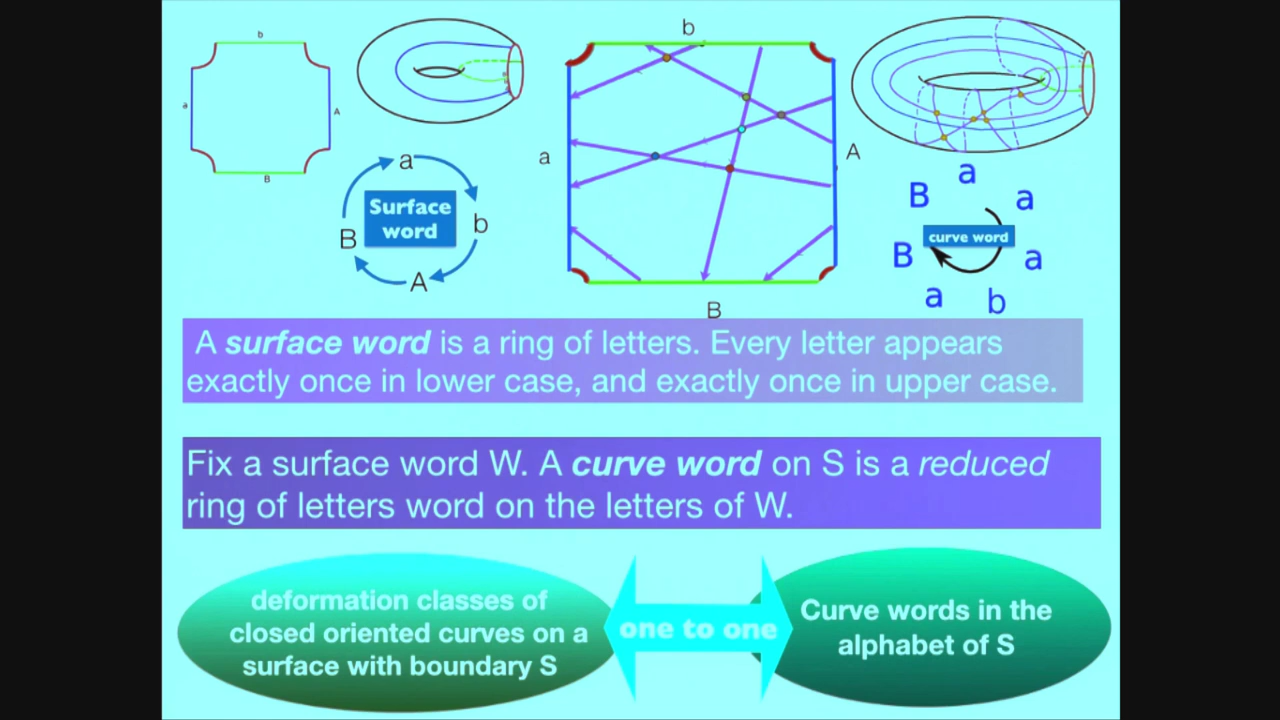 b
a
A
B
a
b
A
B
Surface
word
b
a
A
B
a
a
a
b
a
B
B
curve word
A surface word is a ring of letters. Every letter appears
exactly once in lower case, and exactly once in upper case.
Fix a surface word W. A curve word on S is a reduced
ring of letters word on the letters of W.
deformation classes of
closed oriented curves on a
surface with boundary S
one to one
Curve words in the
alphabet of S